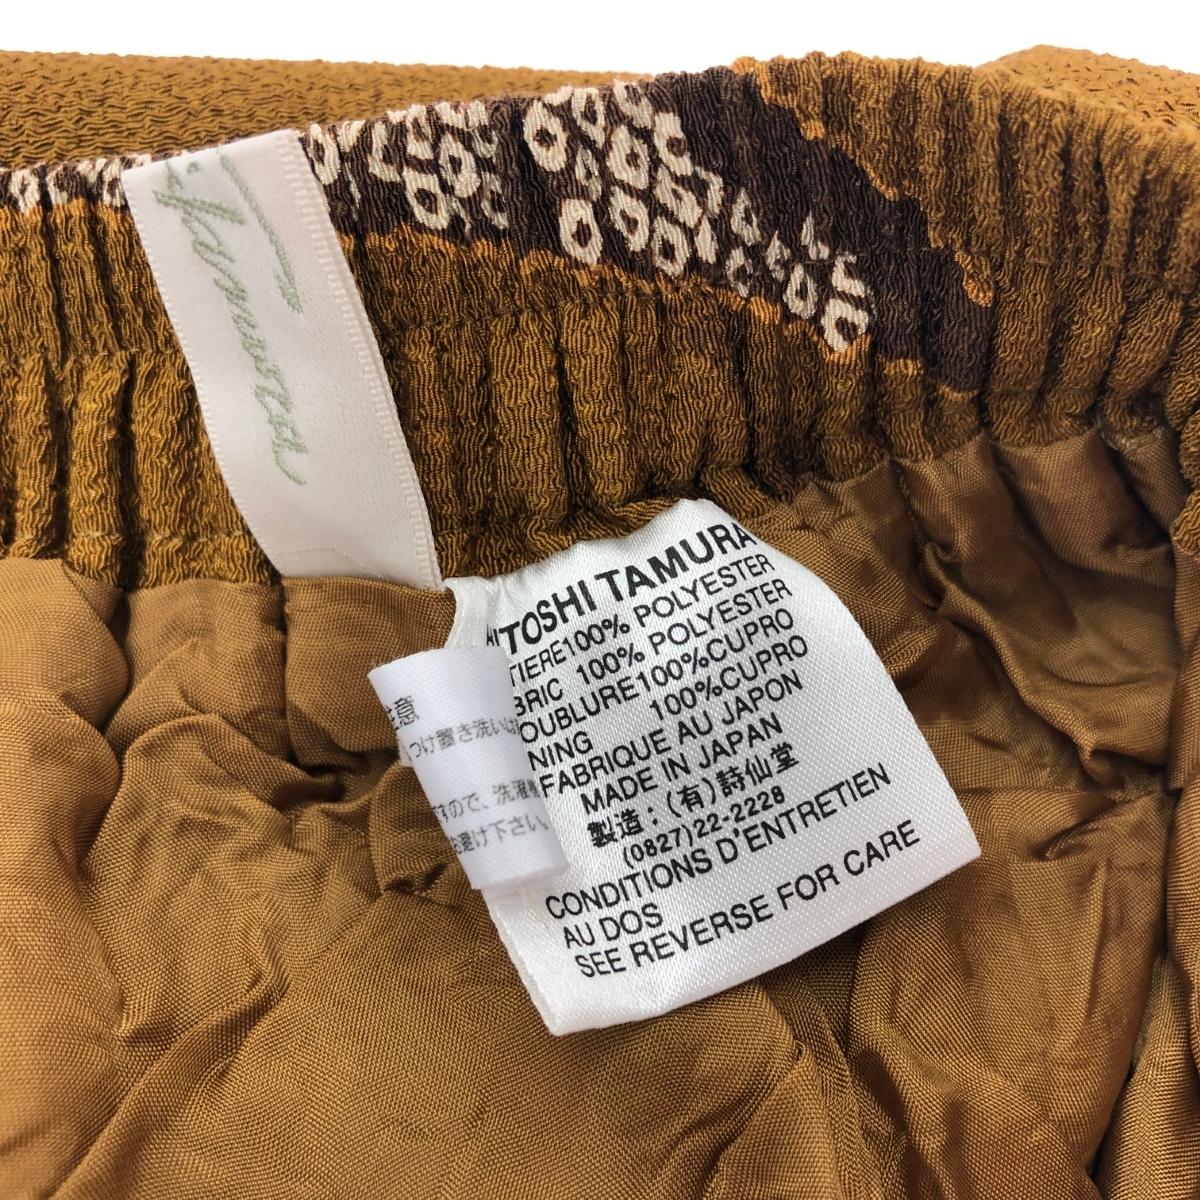 Tamura
HITOSHI TAMURA
TIERE100% POLYESTER
BRIC 100% POLYESTER
OUBLURE100%CUPRO
NING 100%CUPRO
FABRIQUE AU JAPON
MADE IN JAPAN
製造:(有)詩仙堂
(0827)22-2228
CONDITIONS D'ENTRETIEN
AU DOS
SEE REVERSE FOR CARE
注意
つけ置き洗いは
ので、洗濯
お避け下さい。